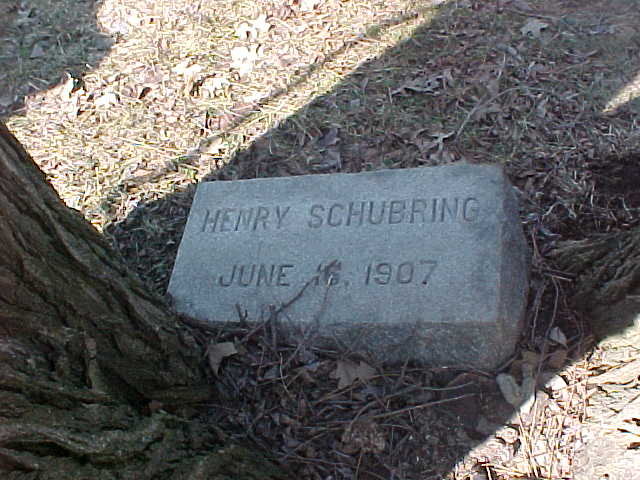 HENRY SCHUBRING
JUNE 16, 1907